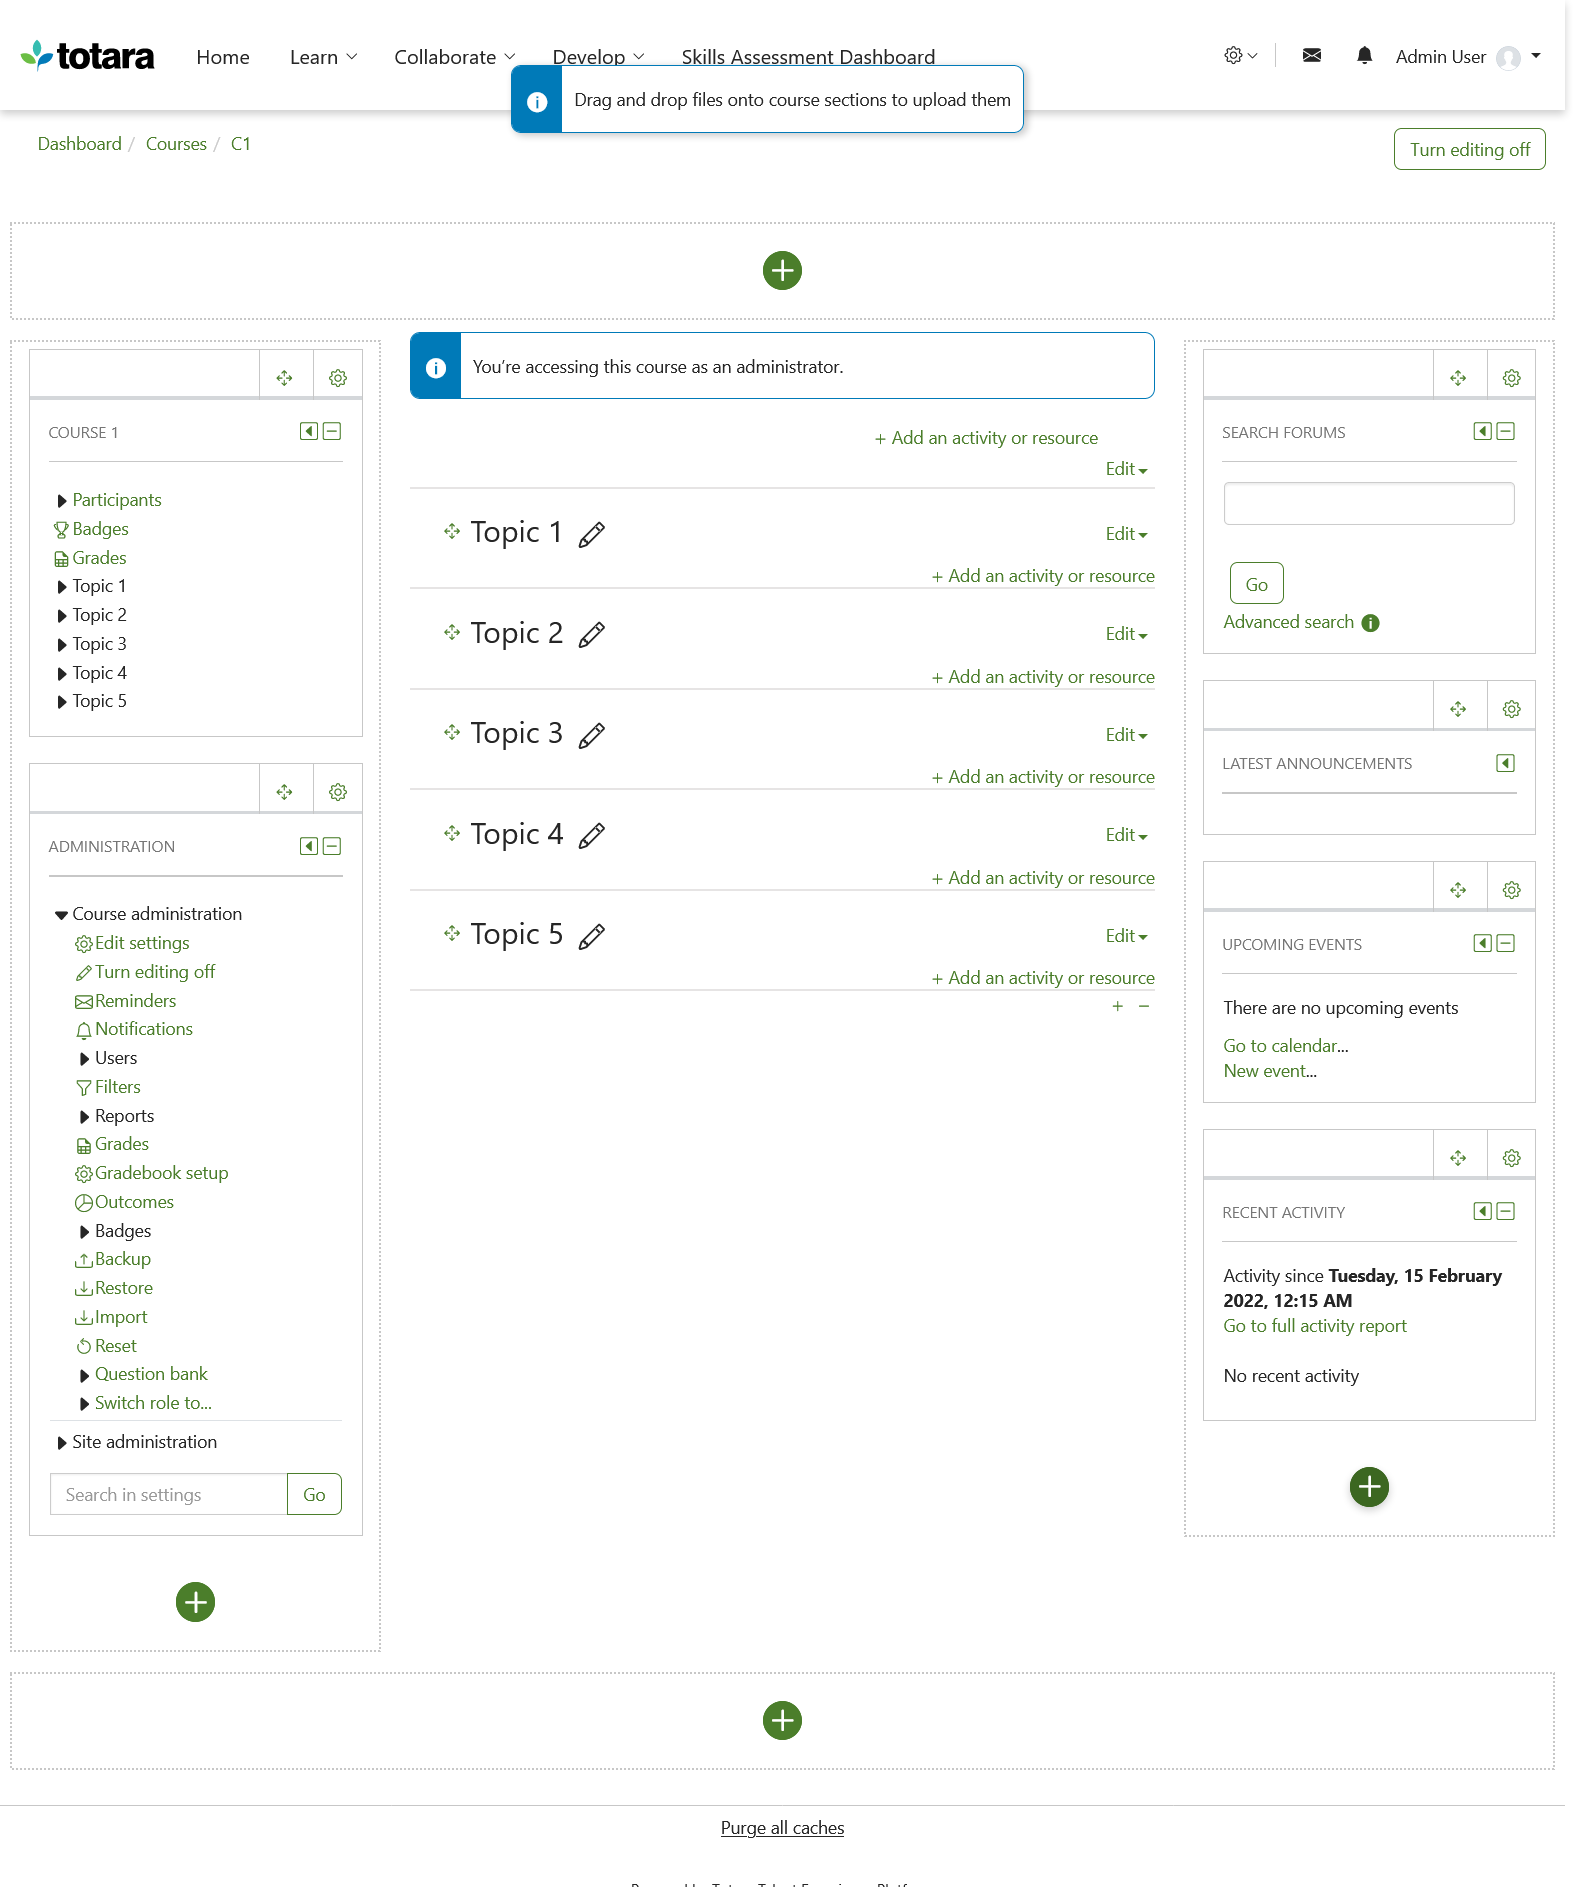 totara
Home
Learn
Collaborate
Develop
Skills Assessment Dashboard
Admin User
Drag and drop files onto course sections to upload them
Dashboard / Courses / C1
Turn editing off
COURSE 1
Participants
Badges
Grades
Topic 1
Topic 2
Topic 3
Topic 4
Topic 5
ADMINISTRATION
Course administration
Edit settings
Turn editing off
Reminders
Notifications
Users
Filters
Reports
Grades
Gradebook setup
Outcomes
Badges
Backup
Restore
Import
Reset
Question bank
Switch role to...
Site administration
Search in settings
Go
You're accessing this course as an administrator.
+ Add an activity or resource
Edit
Topic 1
Edit
+ Add an activity or resource
Topic 2
Edit
+ Add an activity or resource
Topic 3
Edit
+ Add an activity or resource
Topic 4
Edit
+ Add an activity or resource
Topic 5
Edit
+ Add an activity or resource
+ −
SEARCH FORUMS
Go
Advanced search
LATEST ANNOUNCEMENTS
UPCOMING EVENTS
There are no upcoming events
Go to calendar...
New event...
RECENT ACTIVITY
Activity since Tuesday, 15 February
2022, 12:15 AM
Go to full activity report
No recent activity
Purge all caches